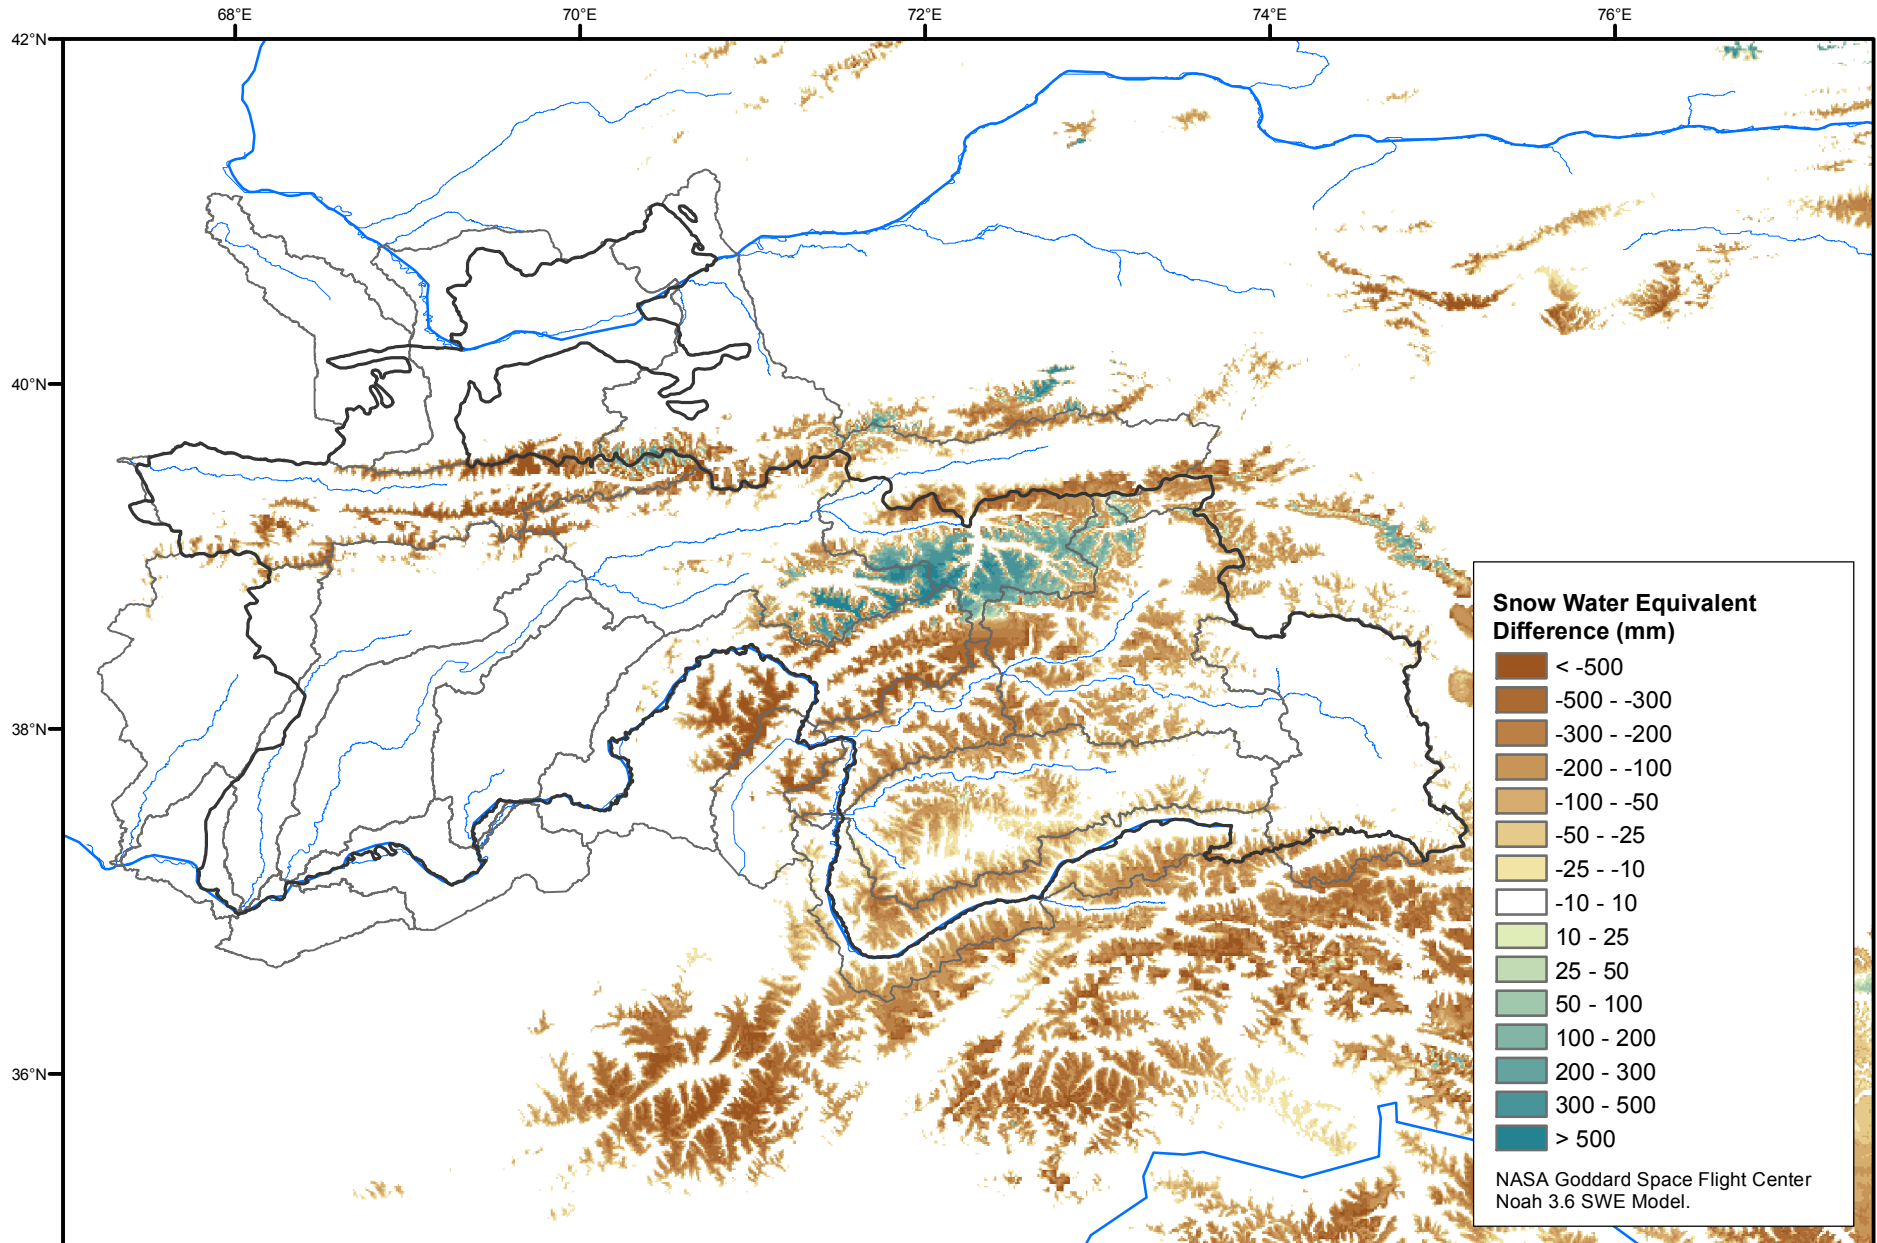 68°E
70°E
72°E
74°E
76°E
42°N
40°N
38°N
36°N
Snow Water Equivalent
Difference (mm)
< -500
-500 - -300
-300 - -200
-200 - -100
-100 - -50
-50 - -25
-25 - -10
-10 - 10
10 - 25
25 - 50
50 - 100
100 - 200
200 - 300
300 - 500
> 500
NASA Goddard Space Flight Center
Noah 3.6 SWE Model.